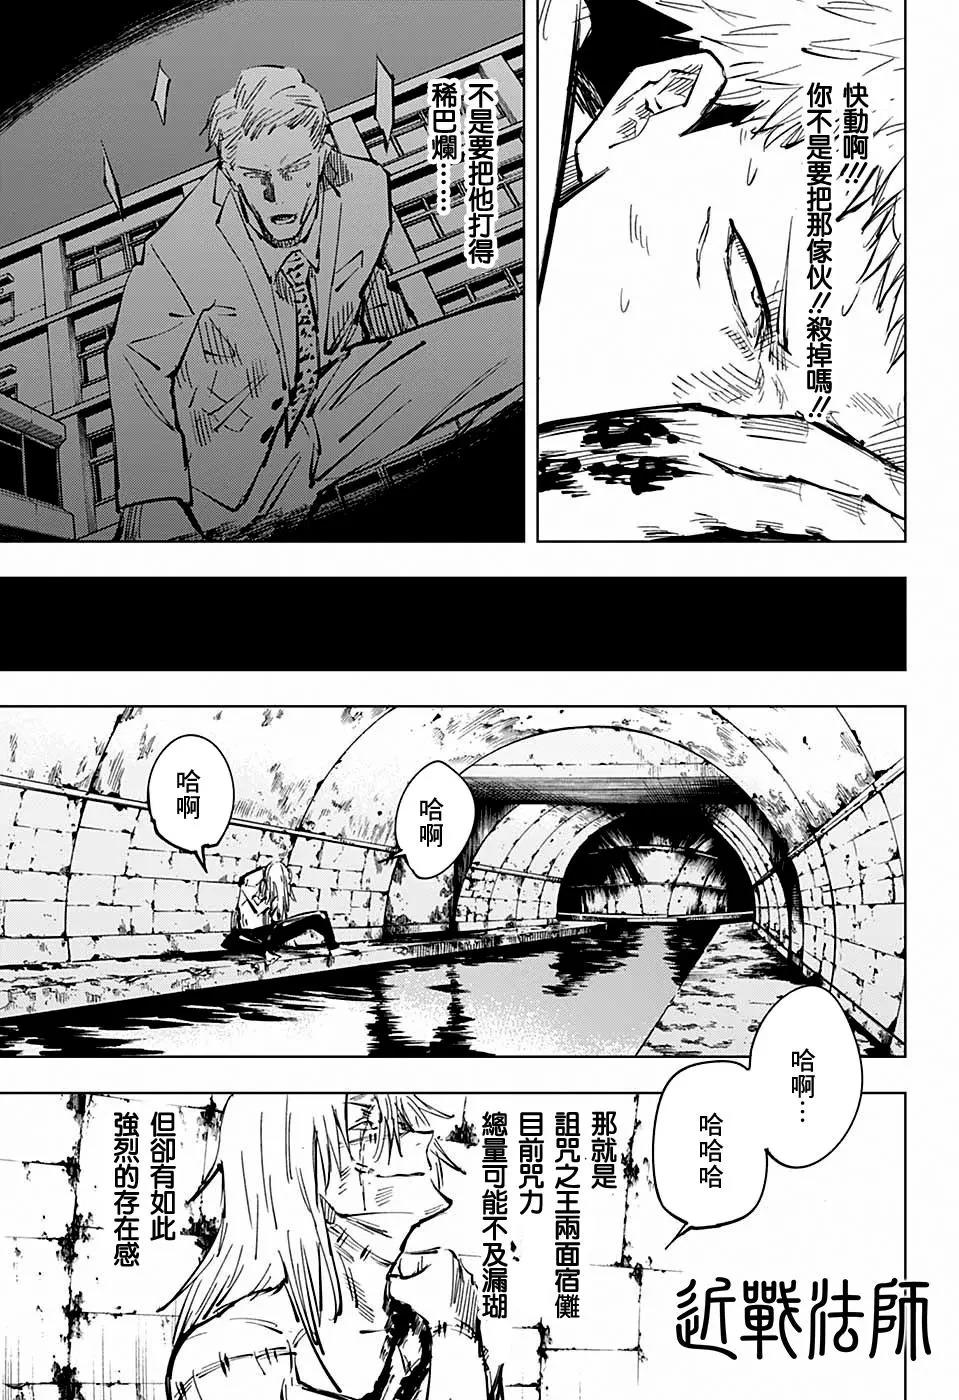 快動啊!!!
你不是要把那傢伙!!殺掉嗎!!
不是要把他打得
稀巴爛……
哈
啊
哈
啊
哈
啊…
哈
哈
哈
那就是
詛咒之王兩面宿儺
目前咒力
總量可能不及漏瑚
但卻有如此
強烈的存在感
近戰法師